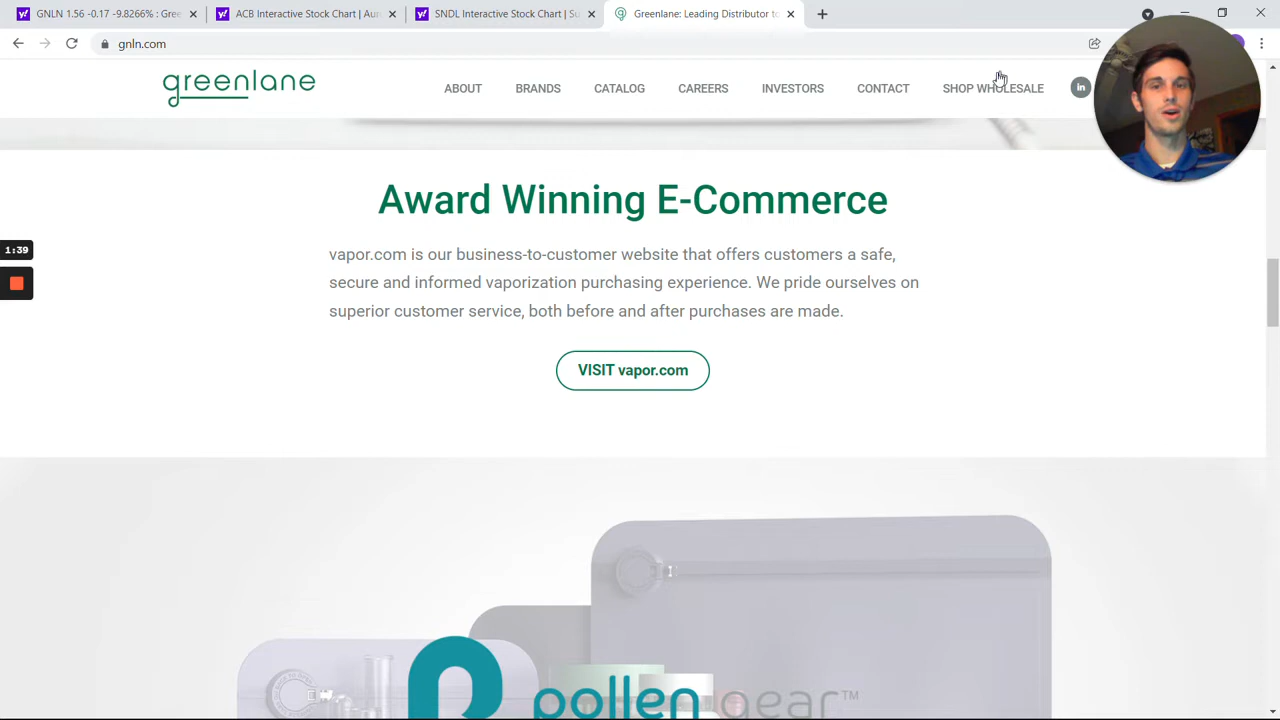 GNLN 1.56 -0.17 -9.8266% : Gree
ACB Interactive Stock Chart | Aur
SNDL Interactive Stock Chart | Su
Greenlane: Leading Distributor to
gnln.com
greenlane
ABOUT
BRANDS
CATALOG
CAREERS
INVESTORS
CONTACT
SHOP WHOLESALE
in
Award Winning E-Commerce
1:39
vapor.com is our business-to-customer website that offers customers a safe,
secure and informed vaporization purchasing experience. We pride ourselves on
superior customer service, both before and after purchases are made.
VISIT vapor.com
pollen gear™